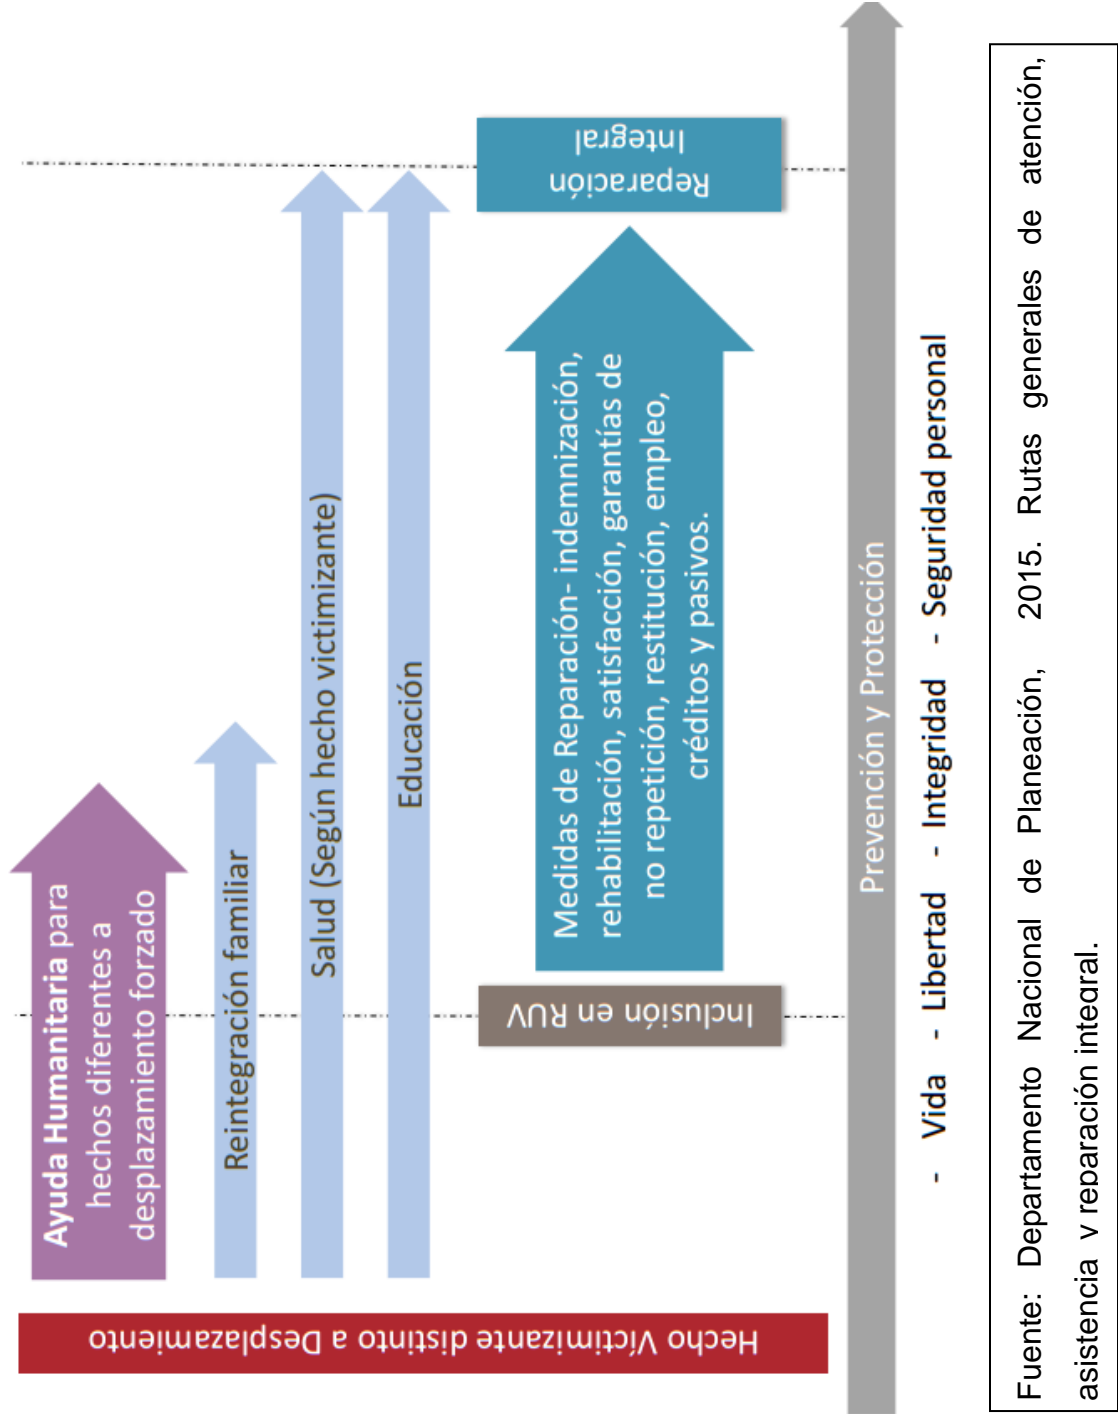 Hecho Víctimizante distinto a Desplazamiento
Ayuda Humanitaria para
hechos diferentes a
desplazamiento forzado
Reintegración familiar
Salud (Según hecho victimizante)
Educación
Inclusión en RUV
Medidas de Reparación- indemnización,
rehabilitación, satisfacción, garantías de
no repetición, restitución, empleo,
créditos y pasivos.
Reparación
Integral
Prevención y Protección
- Vida - Libertad - Integridad - Seguridad personal
Fuente: Departamento Nacional de Planeación, 2015. Rutas generales de atención,
asistencia y reparación integral.